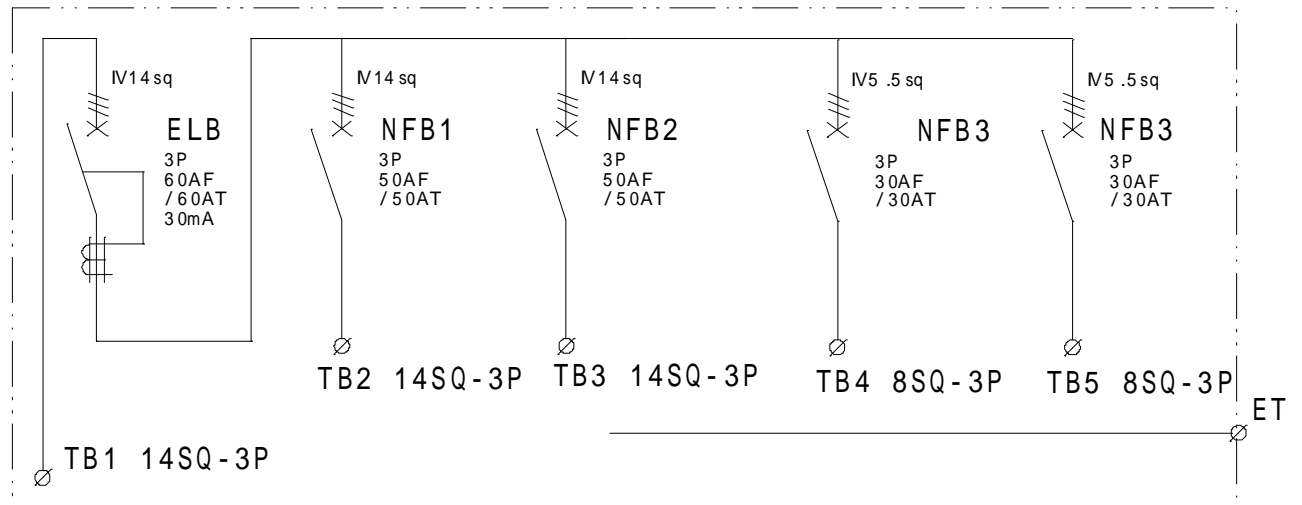 IV14sq
ELB
3P
60AF
/60AT
30mA
IV14sq
NFB1
3P
50AF
/50AT
IV14sq
NFB2
3P
50AF
/50AT
IV5.5sq
NFB3
3P
30AF
/30AT
IV5.5sq
NFB3
3P
30AF
/30AT
TB2 14SQ-3P
TB3 14SQ-3P
TB4 8SQ-3P
TB5 8SQ-3P
ET
TB1 14SQ-3P